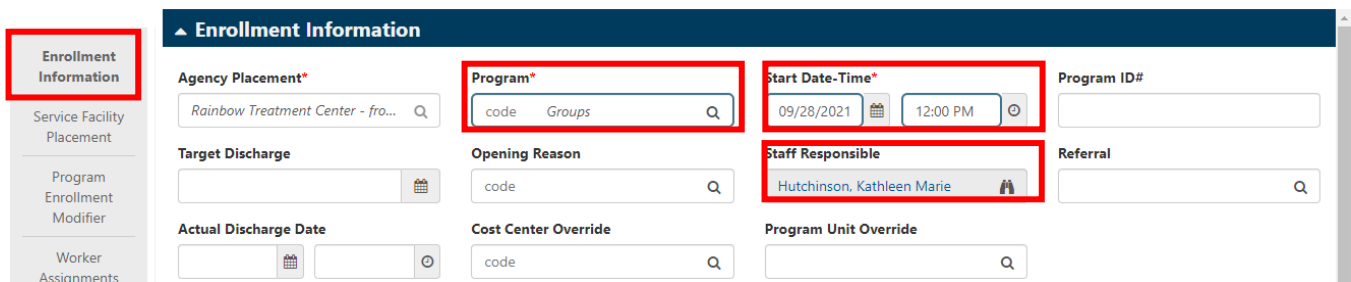 Enrollment
Information
Service Facility
Placement
Program
Enrollment
Modifier
Worker
Assignments
Enrollment Information
Agency Placement* Program* Start Date-Time* Program ID#
Rainbow Treatment Center - fro... code Groups 09/28/2021 12:00 PM
Target Discharge Opening Reason Staff Responsible Referral
code Hutchinson, Kathleen Marie
Actual Discharge Date Cost Center Override Program Unit Override
code